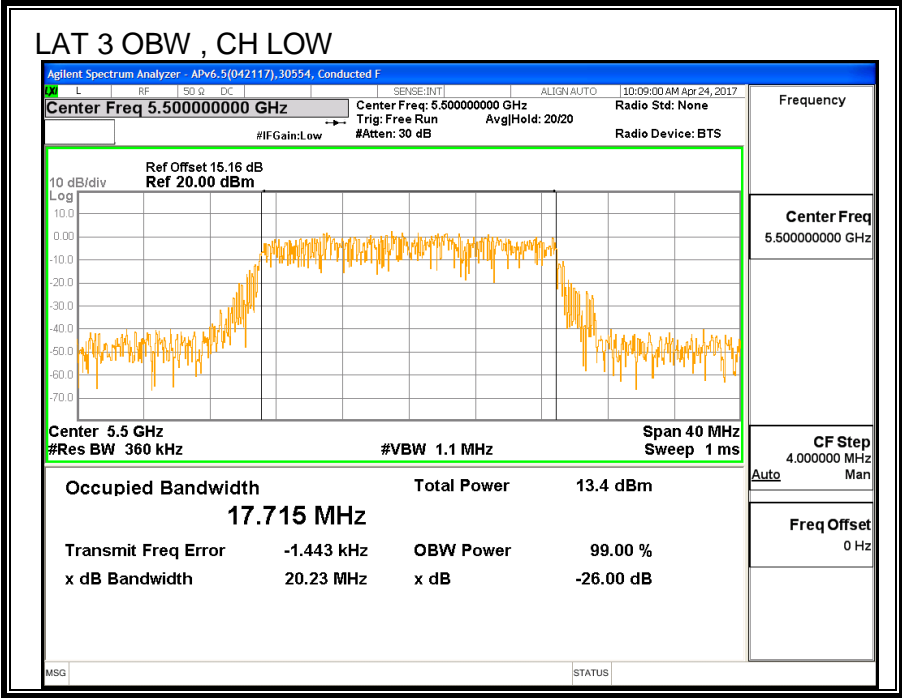 LAT 3 OBW , CH LOW
Agilent Spectrum Analyzer - APv6.5(042117),30554, Conducted F
LXI L RF 50 Ω DC SENSE:INT ALIGN AUTO 10:09:00 AM Apr 24, 2017
Center Freq 5.500000000 GHz
Center Freq: 5.500000000 GHz
Radio Std: None
Trig: Free Run Avg|Hold: 20/20
#IFGain:Low
#Atten: 30 dB
Radio Device: BTS
Ref Offset 15.16 dB
10 dB/div Ref 20.00 dBm
Log
10.0
0.00
-10.0
-20.0
-30.0
-40.0
-50.0
-60.0
-70.0
Center 5.5 GHz Span 40 MHz
#Res BW 360 kHz #VBW 1.1 MHz Sweep 1 ms
Occupied Bandwidth Total Power 13.4 dBm
17.715 MHz
Transmit Freq Error -1.443 kHz OBW Power 99.00 %
x dB Bandwidth 20.23 MHz x dB -26.00 dB
Frequency
Center Freq
5.500000000 GHz
CF Step
4.000000 MHz
Auto Man
Freq Offset
0 Hz
MSG STATUS